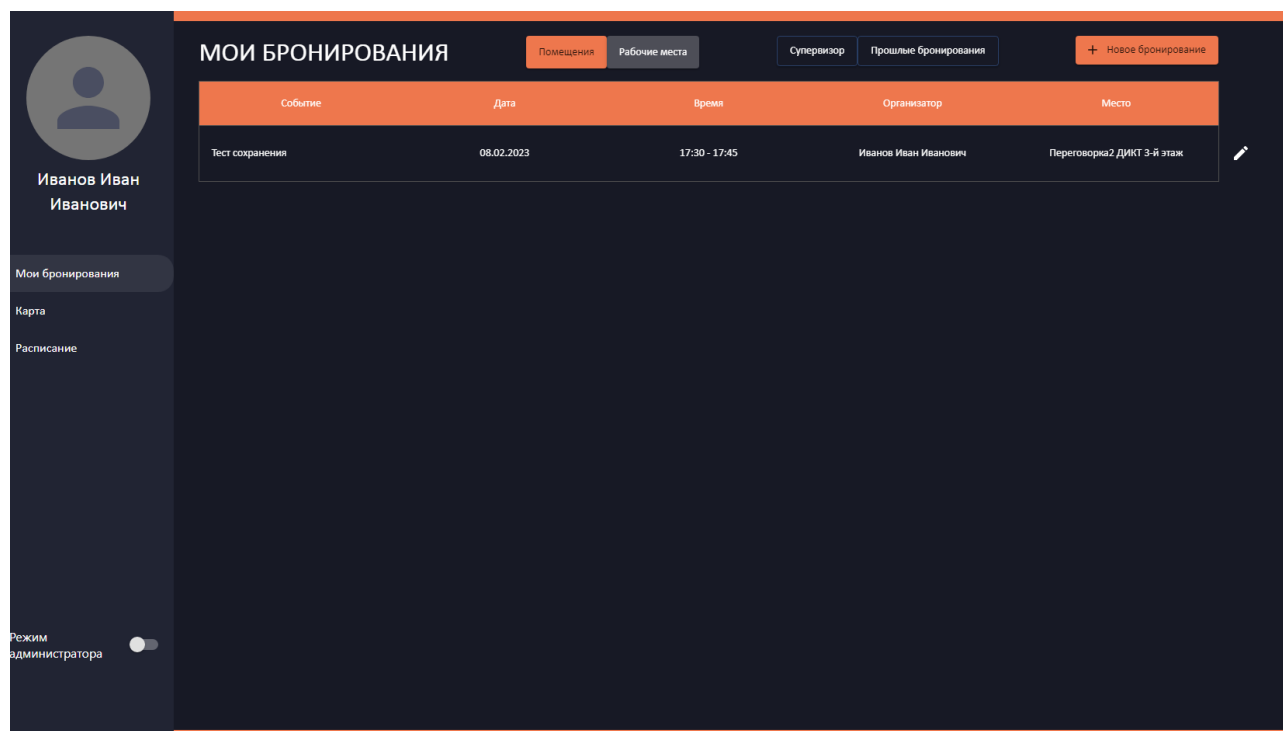 Иванов Иван
Иванович
Мои бронирования
Карта
Расписание
Режим
администратора
МОИ БРОНИРОВАНИЯ
Помещения Рабочие места
Супервизор Прошлые бронирования
+ Новое бронирование
Событие Дата Время Организатор Место
Тест сохранения 08.02.2023 17:30 - 17:45 Иванов Иван Иванович Переговорка2 ДИКТ 3-й этаж